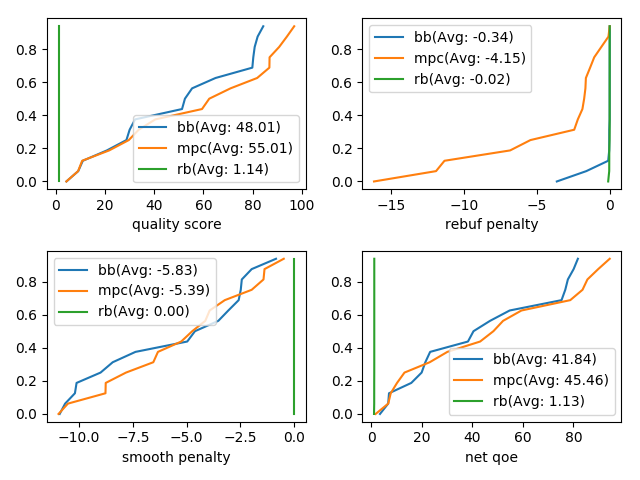 0.8
0.6
0.4
0.2
0.0
bb(Avg: 48.01)
mpc(Avg: 55.01)
rb(Avg: 1.14)
0 20 40 60 80 100
quality score
0.8
0.6
0.4
0.2
0.0
bb(Avg: -0.34)
mpc(Avg: -4.15)
rb(Avg: -0.02)
−15 −10 −5 0
rebuf penalty
0.8
0.6
0.4
0.2
0.0
bb(Avg: -5.83)
mpc(Avg: -5.39)
rb(Avg: 0.00)
−10.0 −7.5 −5.0 −2.5 0.0
smooth penalty
0.8
0.6
0.4
0.2
0.0
bb(Avg: 41.84)
mpc(Avg: 45.46)
rb(Avg: 1.13)
0 20 40 60 80
net qoe